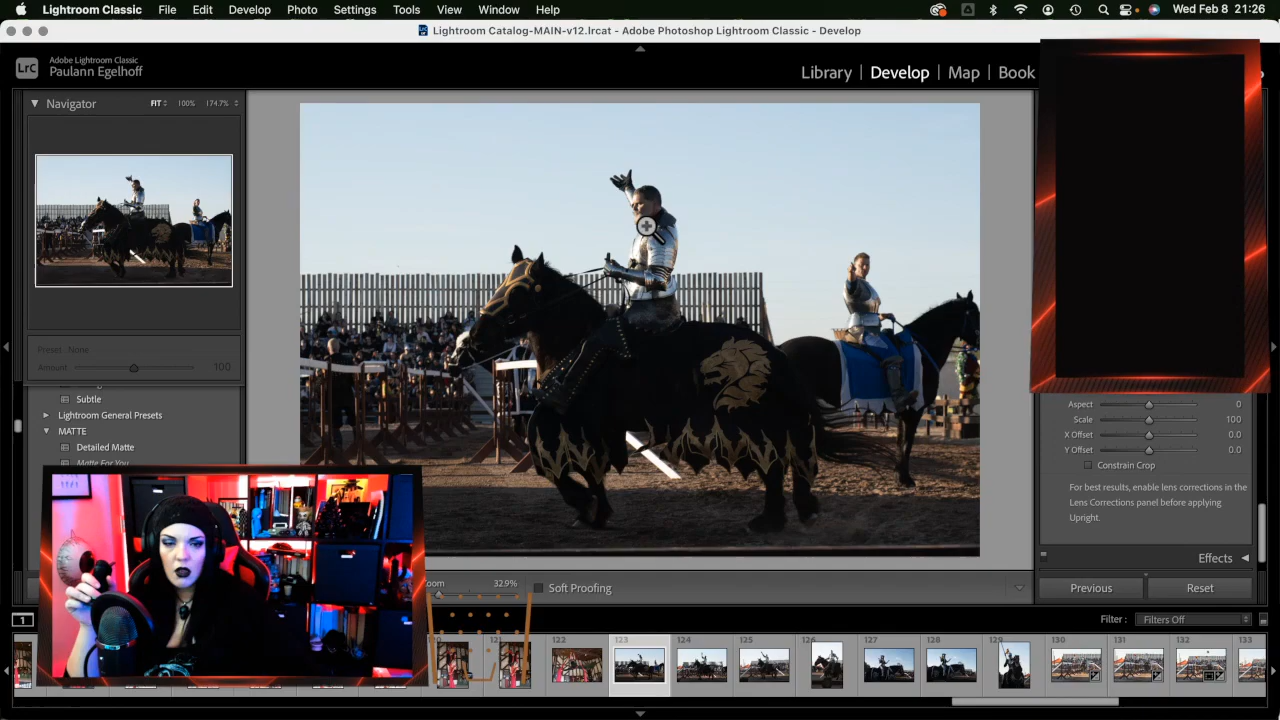 Lightroom Classic File Edit Develop Photo Settings Tools View Window Help Wed Feb 8 21:26
Lightroom Catalog-MAIN-v12.lrcat - Adobe Photoshop Lightroom Classic - Develop
LrC Adobe Lightroom Classic
Paulann Egelhoff
Library | Develop | Map | Book
Navigator FIT 100% 174.7%
Preset None
Amount 100
Subtle
Lightroom General Presets
MATTE
Detailed Matte
Matte For You
Aspect 0
Scale 100
X Offset 0.0
Y Offset 0.0
Constrain Crop
For best results, enable lens corrections in the
Lens Corrections panel before applying
Upright.
Effects
32.9% Soft Proofing
Previous Reset
1
Filter : Filters Off
122 123 124 125 126 127 128 129 130 131 132 133